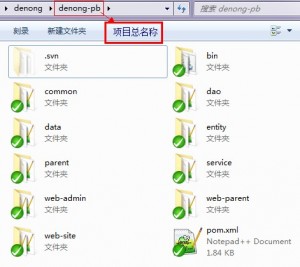 denong
denong-pb
搜索 denong-pb
刻录
新建文件夹
项目总名称
.svn
文件夹
bin
文件夹
common
文件夹
dao
文件夹
data
文件夹
entity
文件夹
parent
文件夹
service
文件夹
web-admin
文件夹
web-parent
文件夹
web-site
文件夹
pom.xml
Notepad++ Document
1.84 KB